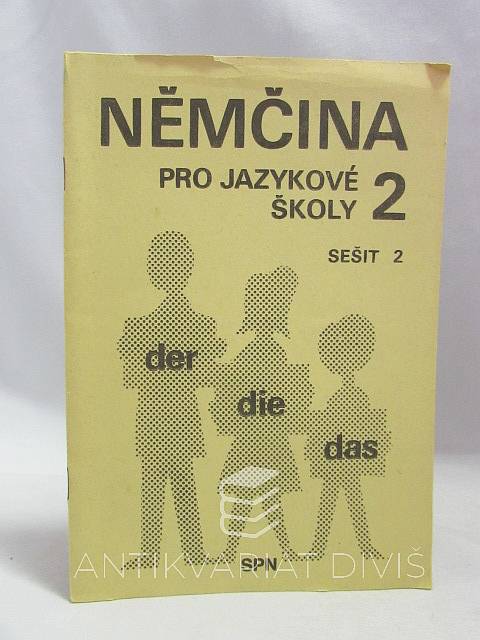 NĚMČINA
PRO JAZYKOVÉ
ŠKOLY 2
SEŠIT 2
der
die
das
SPN
ANTIKVARIÁT DIVIŠ